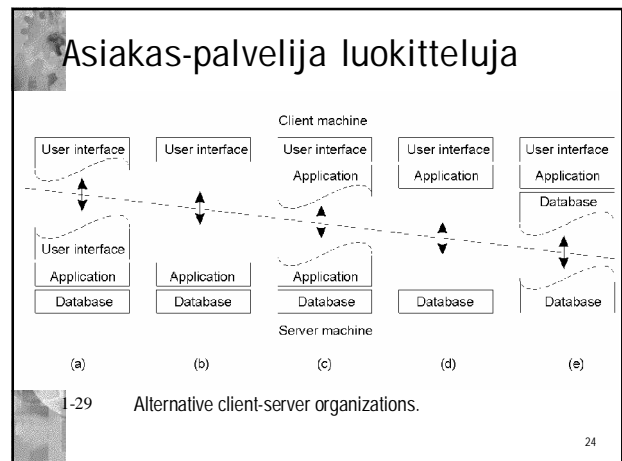 Asiakas-palvelija luokitteluja
Client machine
User interface User interface User interface User interface User interface
Application Application Application
Database
User interface
Application Application Application
Database Database Database Database Database
Server machine
(a) (b) (c) (d) (e)
1-29 Alternative client-server organizations.
24